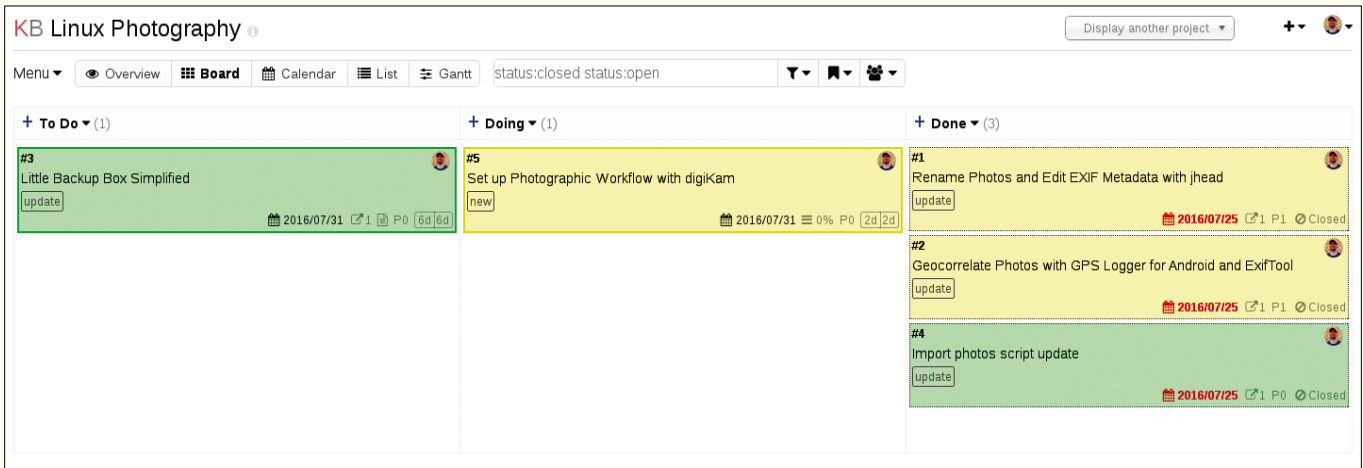 KB Linux Photography
Display another project
Menu Overview Board Calendar List Gantt status:closed status:open
+ To Do (1)
#3
Little Backup Box Simplified
update
2016/07/31 1 P0 6d 6d
+ Doing (1)
#5
Set up Photographic Workflow with digiKam
new
2016/07/31 0% P0 2d 2d
+ Done (3)
#1
Rename Photos and Edit EXIF Metadata with jhead
update
2016/07/25 1 P1 Closed
#2
Geocorrelate Photos with GPS Logger for Android and ExifTool
update
2016/07/25 1 P1 Closed
#4
Import photos script update
update
2016/07/25 1 P0 Closed